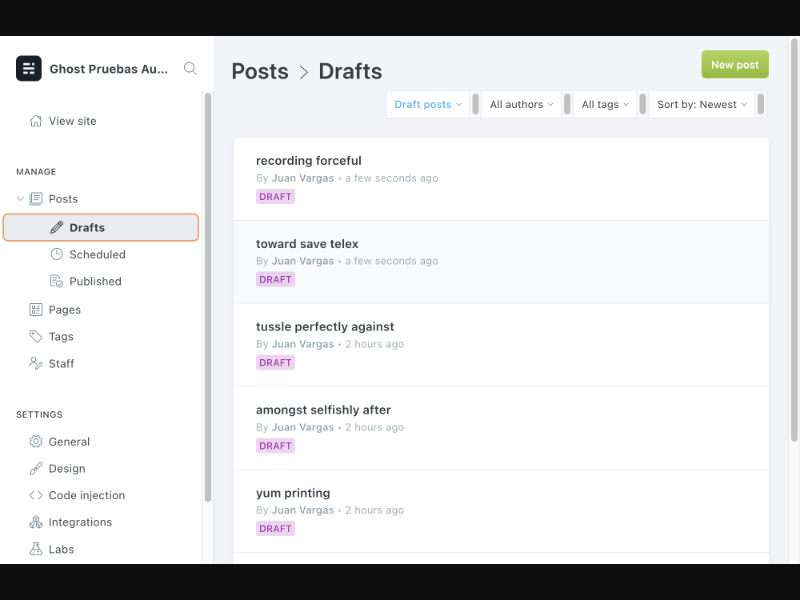 Ghost Pruebas Au...
View site
MANAGE
Posts
Drafts
Scheduled
Published
Pages
Tags
Staff
SETTINGS
General
Design
Code injection
Integrations
Labs
Posts > Drafts
New post
Draft posts
All authors
All tags
Sort by: Newest
recording forceful
By Juan Vargas • a few seconds ago
DRAFT
toward save telex
By Juan Vargas • a few seconds ago
DRAFT
tussle perfectly against
By Juan Vargas • 2 hours ago
DRAFT
amongst selfishly after
By Juan Vargas • 2 hours ago
DRAFT
yum printing
By Juan Vargas • 2 hours ago
DRAFT